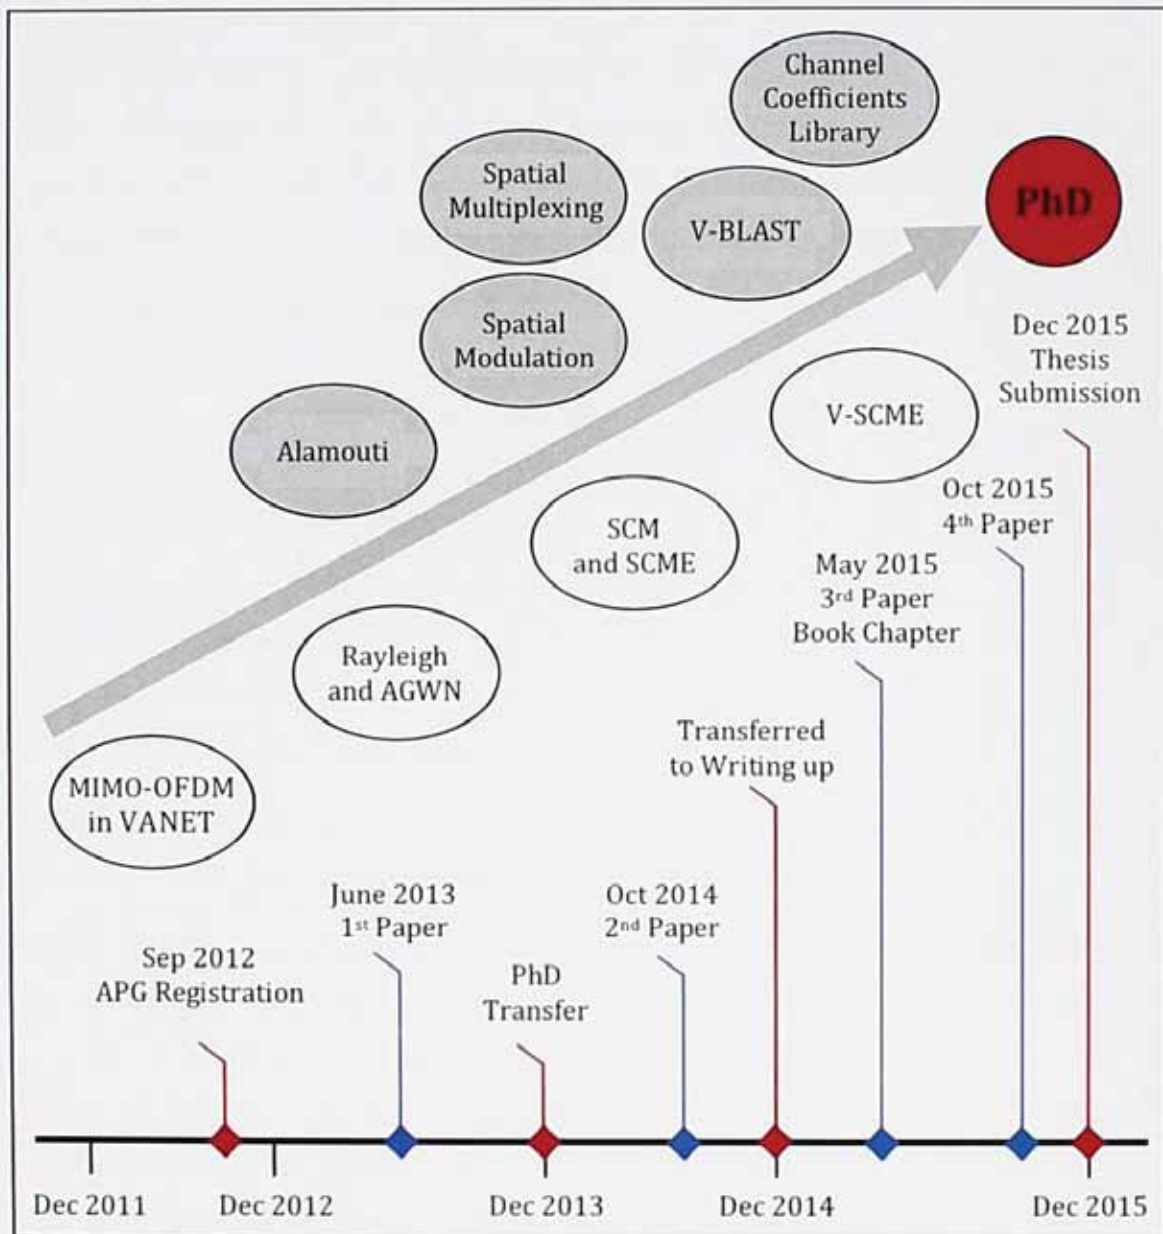 Channel
Coefficients
Library
Spatial
Multiplexing
PhD
V-BLAST
Spatial
Modulation
Dec 2015
Thesis
Submission
V-SCME
Alamouti
Oct 2015
4th Paper
SCM
and SCME
May 2015
3rd Paper
Book Chapter
Rayleigh
and AGWN
Transferred
to Writing up
MIMO-OFDM
in VANET
June 2013
1st Paper
Oct 2014
2nd Paper
Sep 2012
APG Registration
PhD
Transfer
Dec 2011
Dec 2012
Dec 2013
Dec 2014
Dec 2015